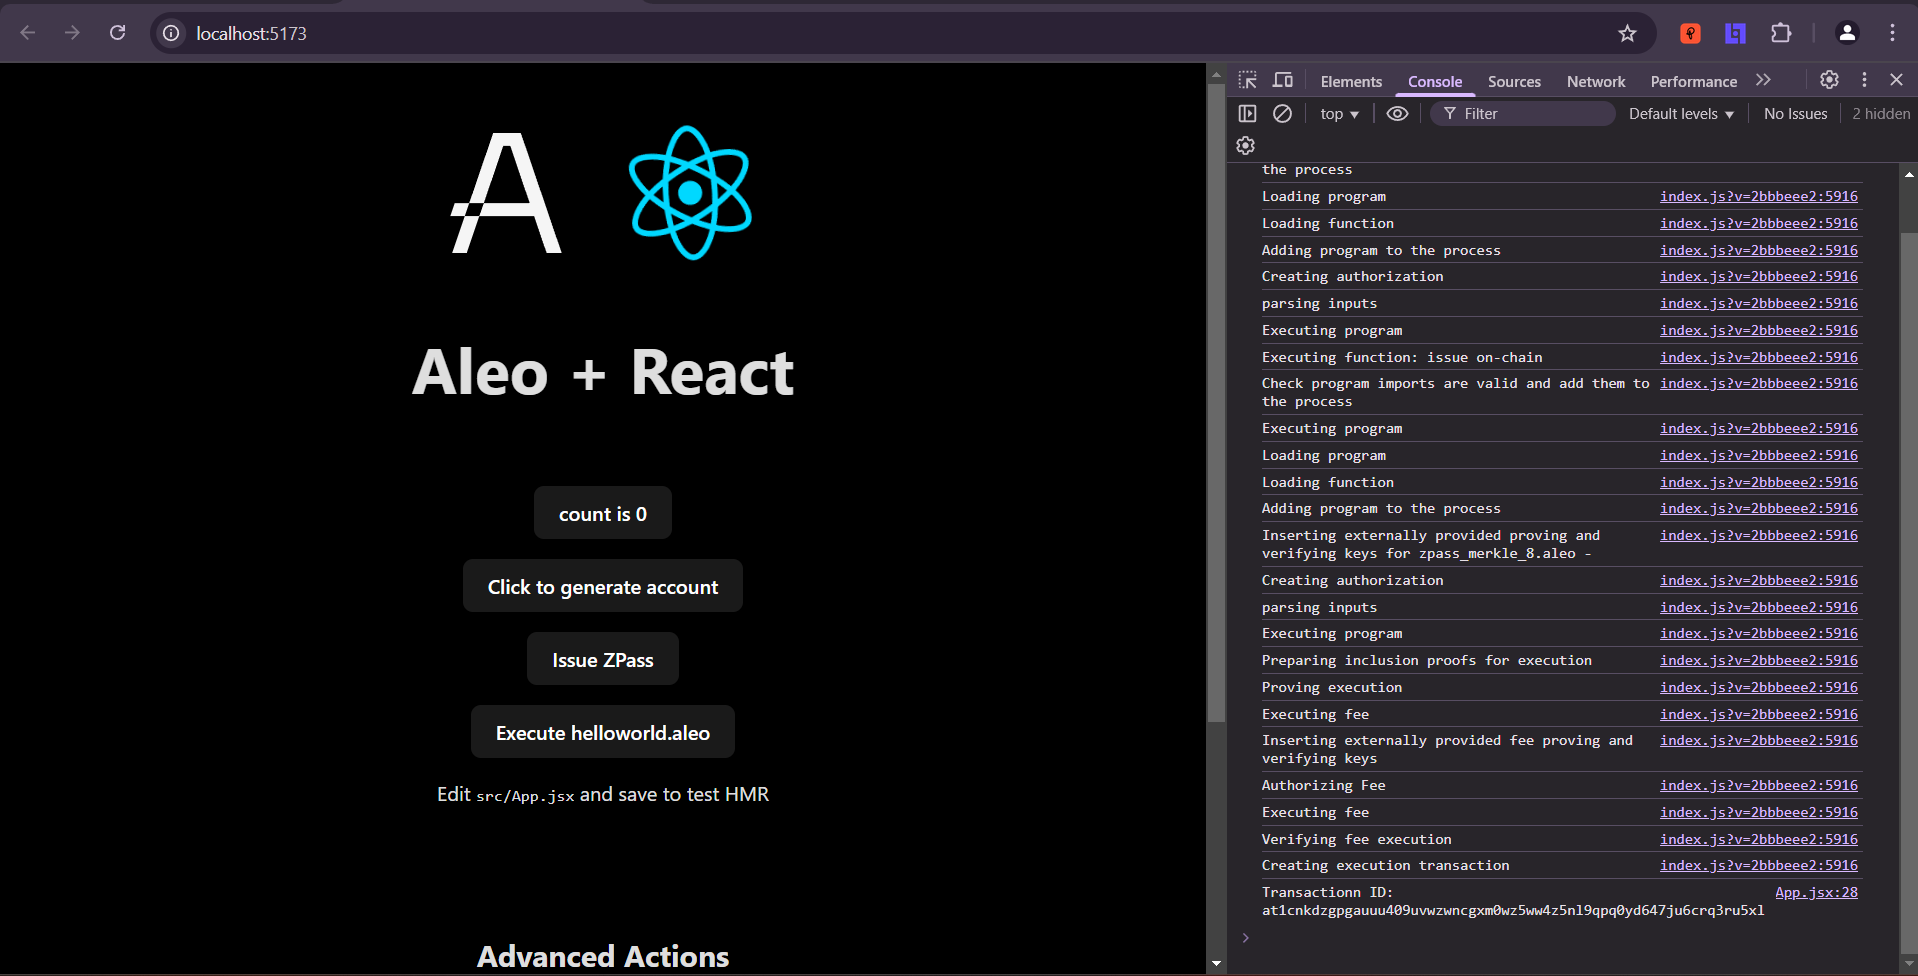 localhost:5173
Aleo + React
count is 0
Click to generate account
Issue ZPass
Execute helloworld.aleo
Edit src/App.jsx and save to test HMR
Advanced Actions
Elements Console Sources Network Performance
top Filter Default levels No Issues 2 hidden
the process
Loading program index.js?v=2bbbeee2:5916
Loading function index.js?v=2bbbeee2:5916
Adding program to the process index.js?v=2bbbeee2:5916
Creating authorization index.js?v=2bbbeee2:5916
parsing inputs index.js?v=2bbbeee2:5916
Executing program index.js?v=2bbbeee2:5916
Executing function: issue on-chain index.js?v=2bbbeee2:5916
Check program imports are valid and add them to index.js?v=2bbbeee2:5916
the process
Executing program index.js?v=2bbbeee2:5916
Loading program index.js?v=2bbbeee2:5916
Loading function index.js?v=2bbbeee2:5916
Adding program to the process index.js?v=2bbbeee2:5916
Inserting externally provided proving and index.js?v=2bbbeee2:5916
verifying keys for zpass_merkle_8.aleo -
Creating authorization index.js?v=2bbbeee2:5916
parsing inputs index.js?v=2bbbeee2:5916
Executing program index.js?v=2bbbeee2:5916
Preparing inclusion proofs for execution index.js?v=2bbbeee2:5916
Proving execution index.js?v=2bbbeee2:5916
Executing fee index.js?v=2bbbeee2:5916
Inserting externally provided fee proving and index.js?v=2bbbeee2:5916
verifying keys
Authorizing Fee index.js?v=2bbbeee2:5916
Executing fee index.js?v=2bbbeee2:5916
Verifying fee execution index.js?v=2bbbeee2:5916
Creating execution transaction index.js?v=2bbbeee2:5916
Transactionn ID: App.jsx:28
at1cnkdzgpgauuu409uvwzwncgxm0wz5ww4z5nl9qpq0yd647ju6crq3ru5xl